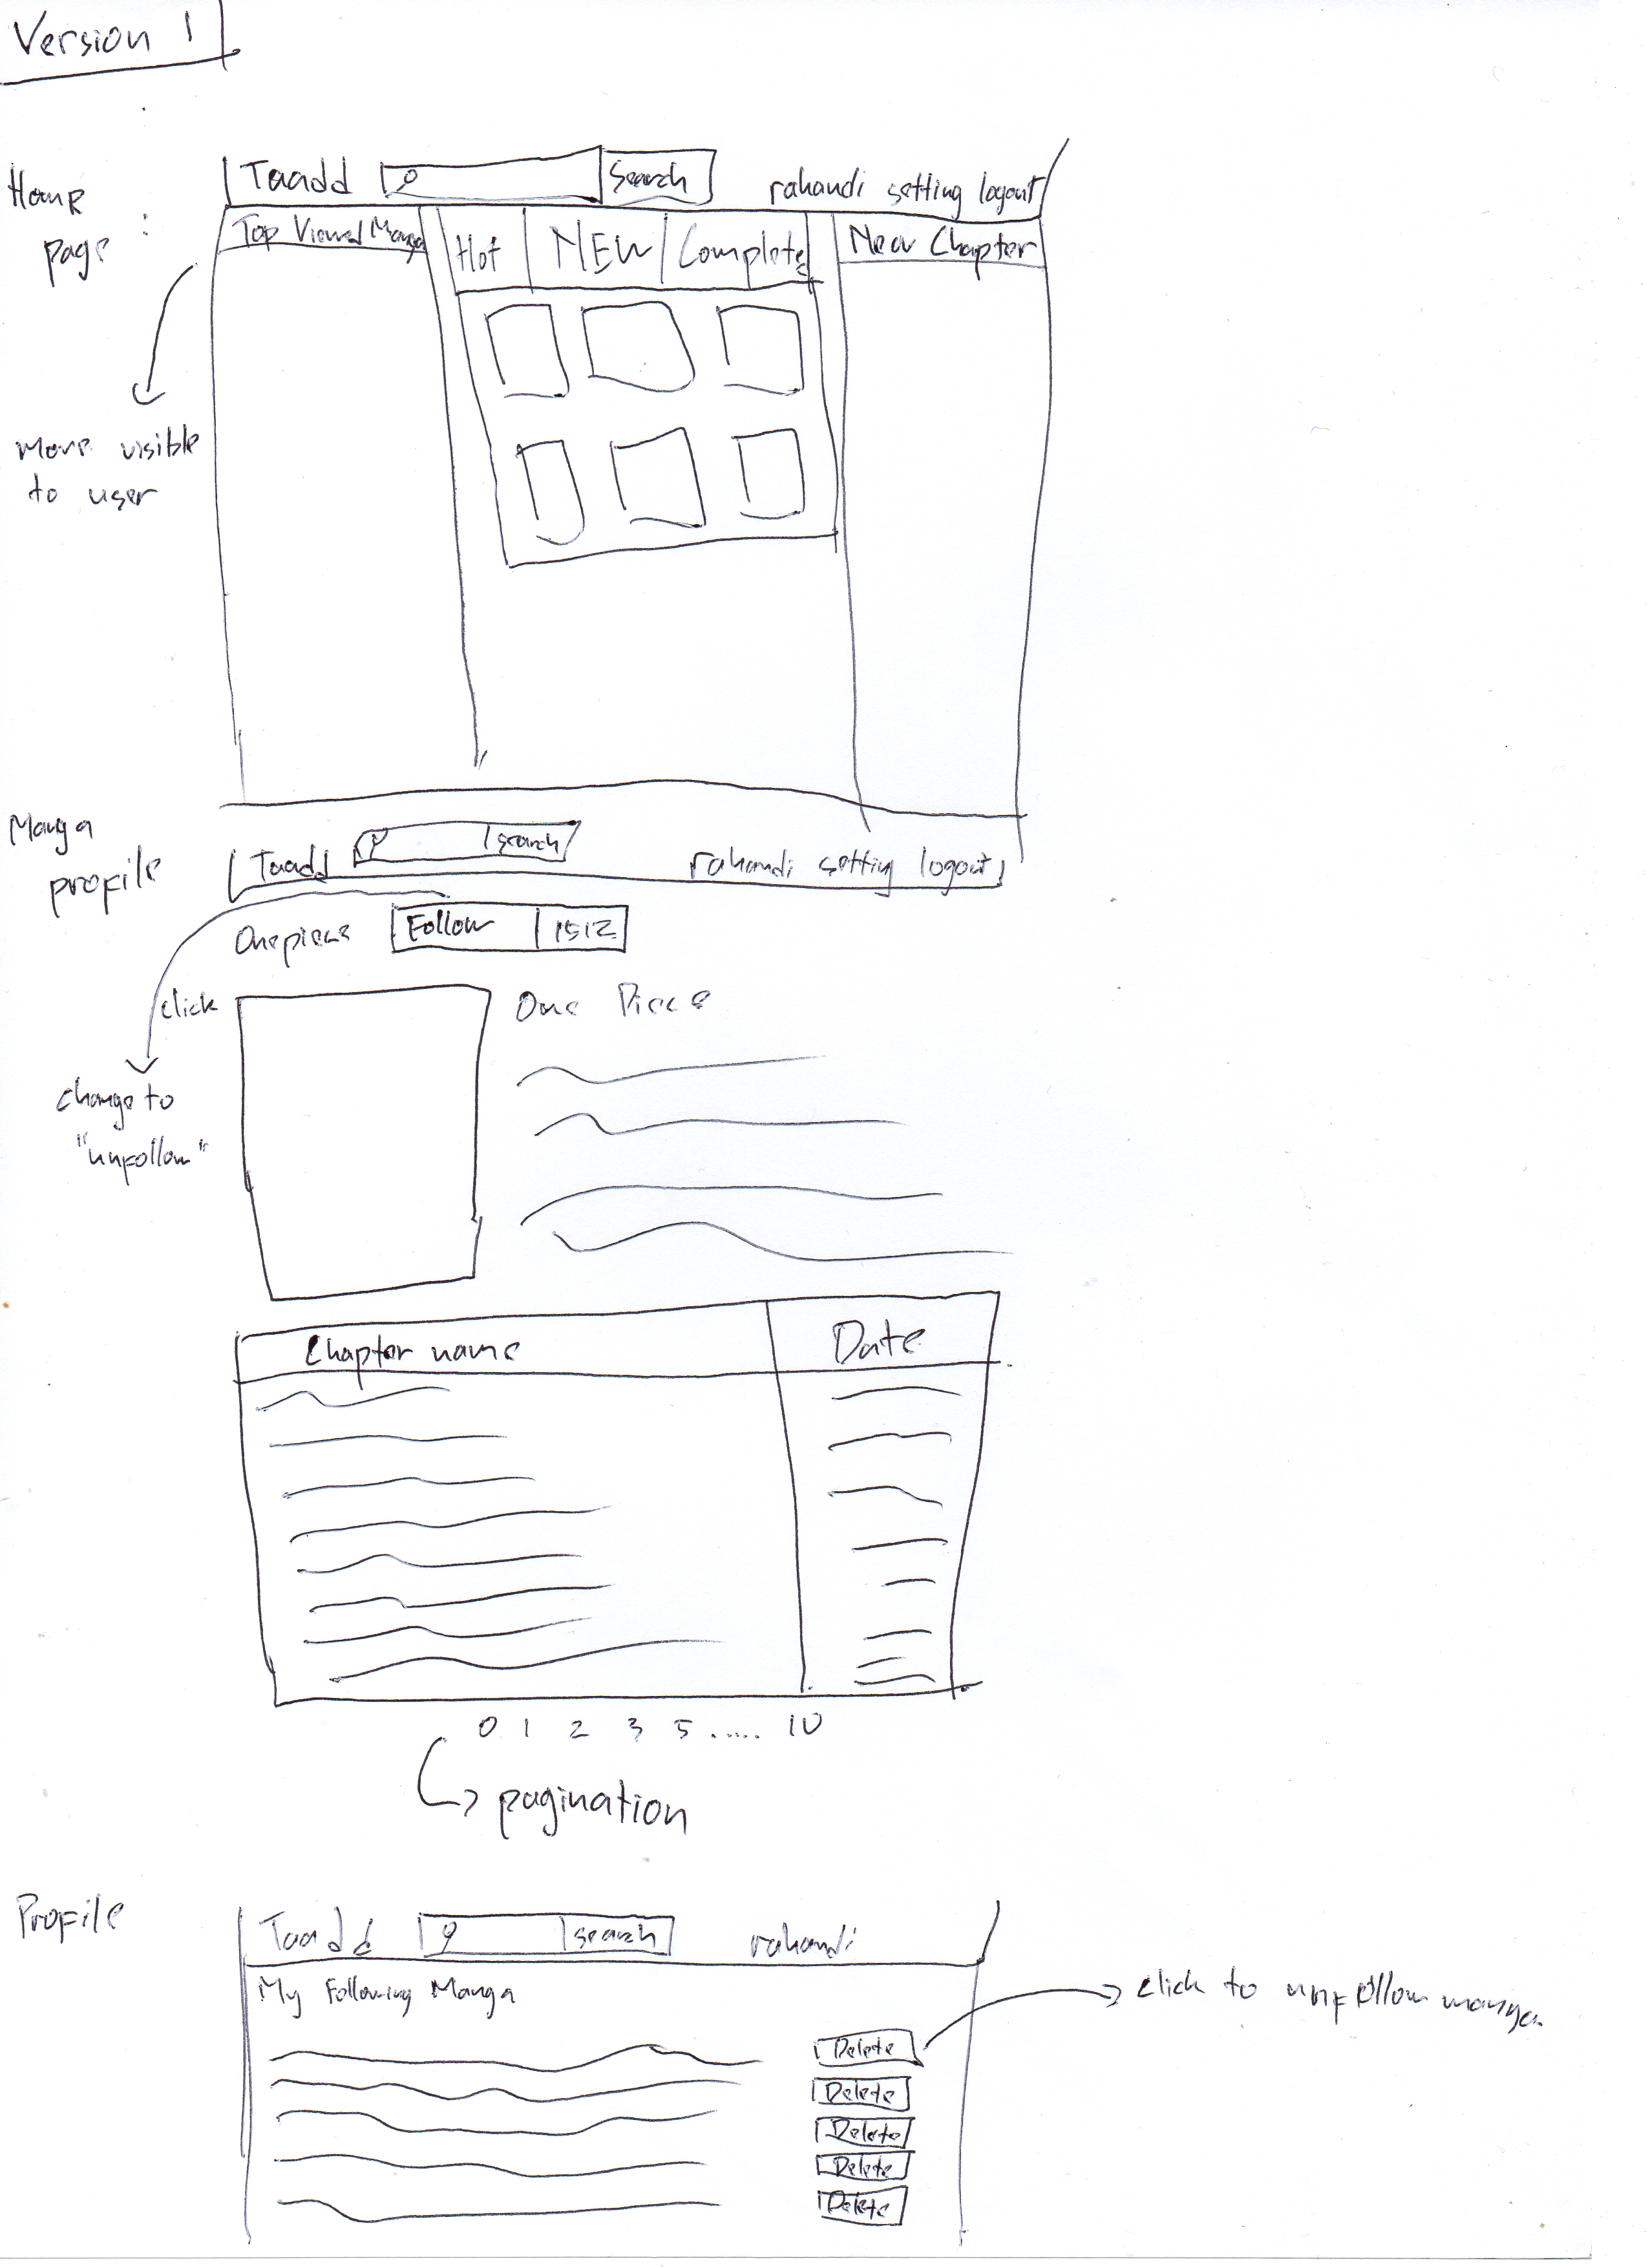 Version 1
Home page :
Taadd Search rahandi setting logout
Top Viewed Manga Hot NEW Complete New Chapter
more visible
to user
Manga
profile
Taadd search rahandi setting logout
Onepiece Follow 1512
click One Piece
change to
"unfollow"
Chapter name Date
0 1 2 3 5 ..... 10
pagination
Profile
Taadd search rahandi
My Following Manga
click to unfollow manga
Delete
Delete
Delete
Delete
Delete